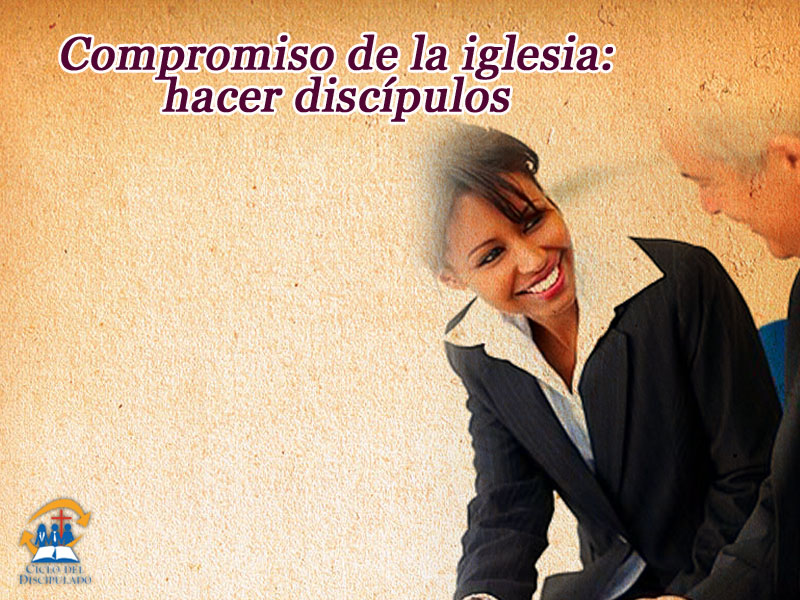 Compromiso de la iglesia:
hacer discípulos
CICLO DEL
DISCIPULADO